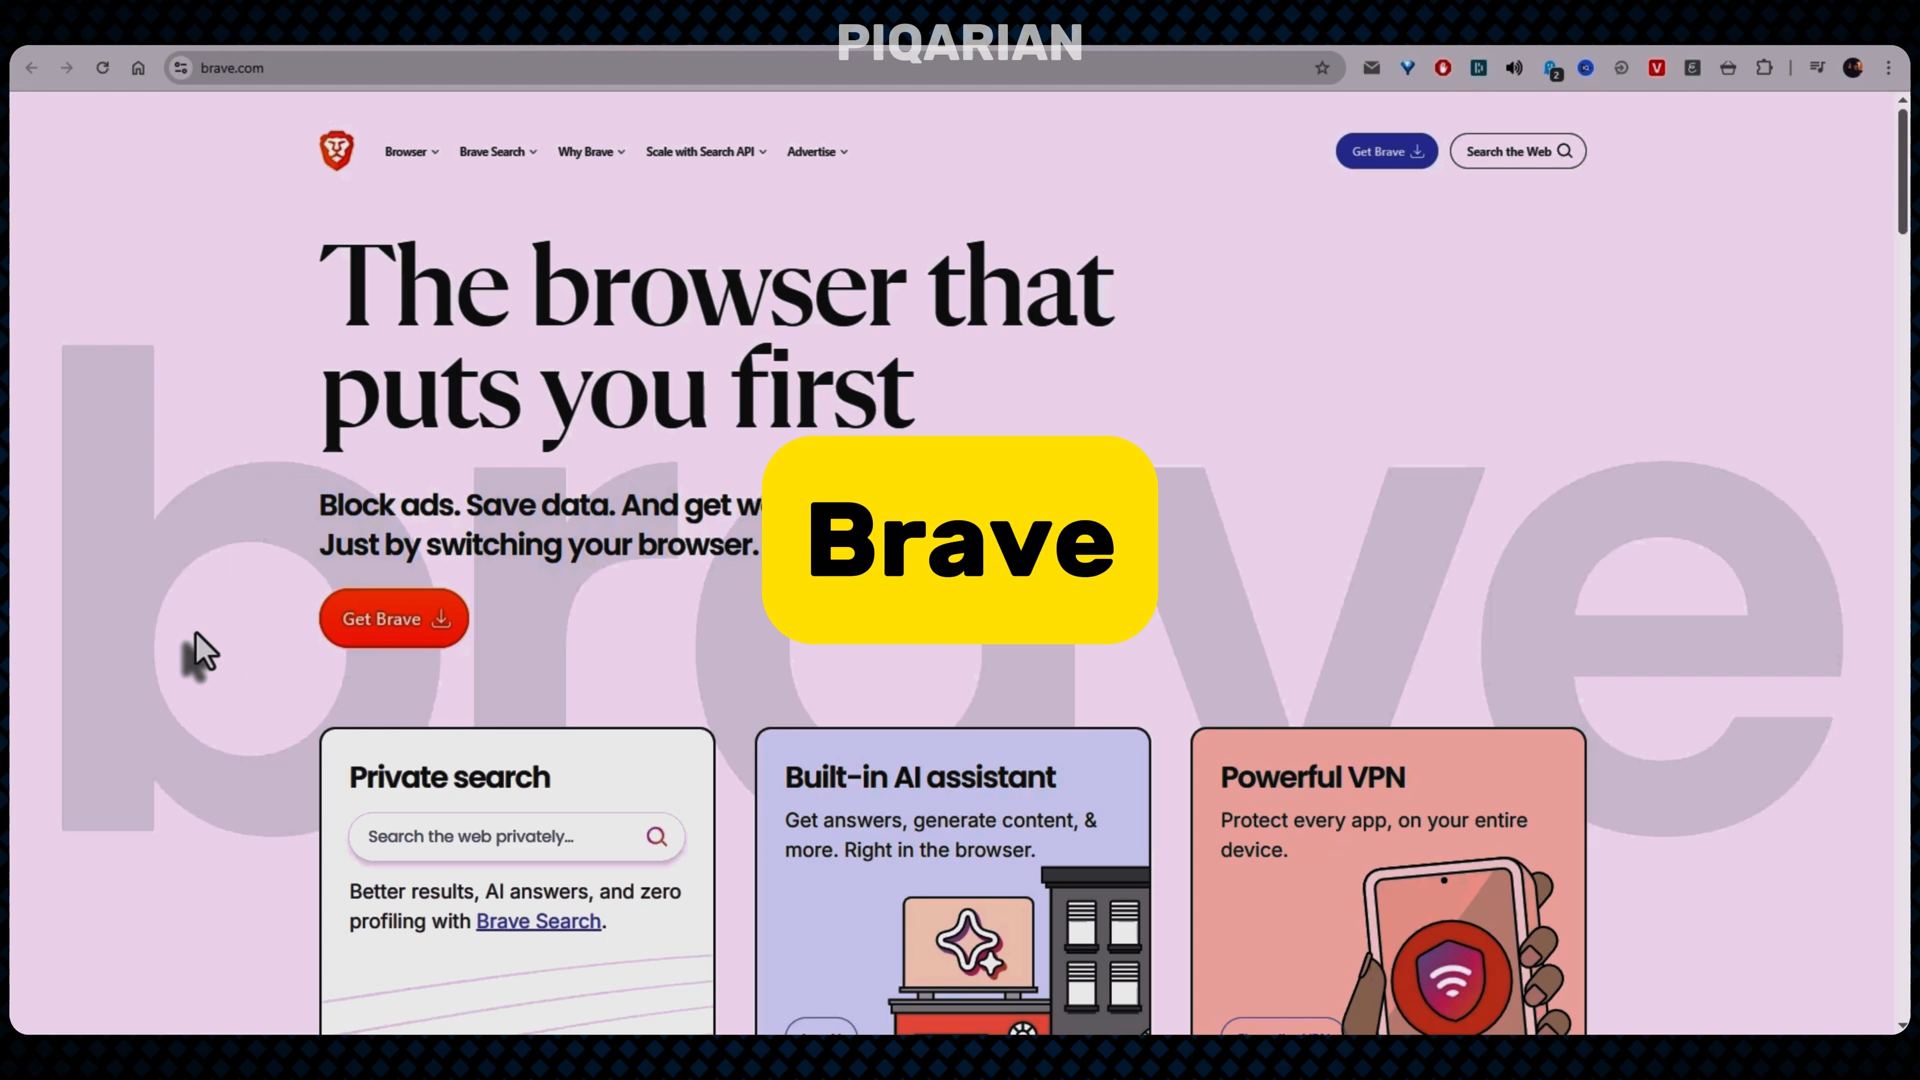 PIQARIAN
brave.com
2
Browser
Brave Search
Why Brave
Scale with Search API
Advertise
Get Brave
Search the Web
The browser that
puts you first
brave
Block ads. Save data. And get
Just by switching your browser.
Brave
Get Brave
Private search
Search the web privately...
Better results, AI answers, and zero
profiling with Brave Search.
Built-in AI assistant
Get answers, generate content, &
more. Right in the browser.
Powerful VPN
Protect every app, on your entire
device.